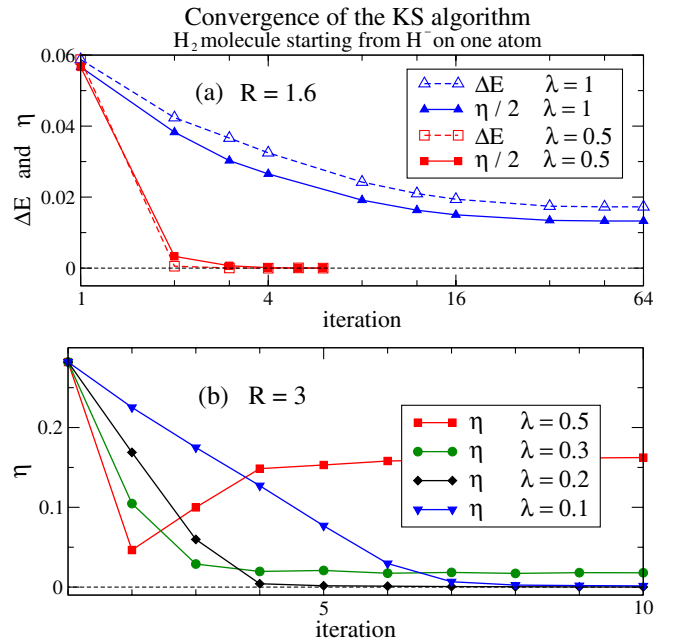 Convergence of the KS algorithm
H₂ molecule starting from H⁻ on one atom
0.06
0.04
0.02
0
ΔE and η
(a) R = 1.6
ΔE λ = 1
η / 2 λ = 1
ΔE λ = 0.5
η / 2 λ = 0.5
1 4 16 64
iteration
0.2
0.1
0
η
(b) R = 3
η λ = 0.5
η λ = 0.3
η λ = 0.2
η λ = 0.1
5 10
iteration